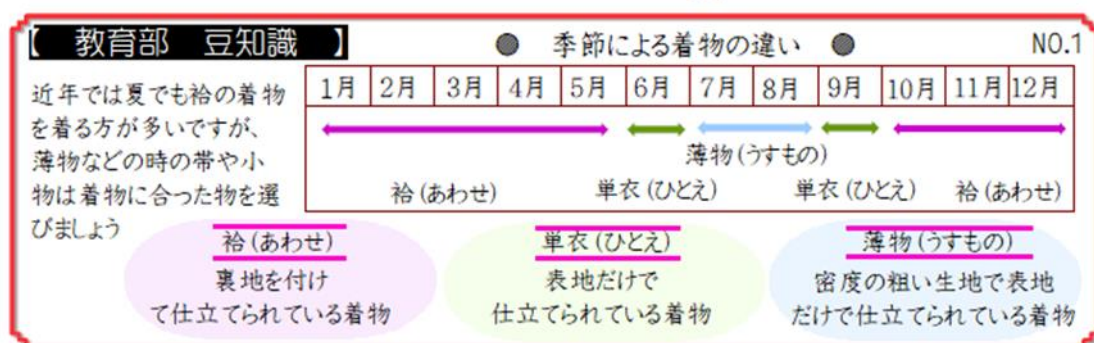 【 教育部 豆知識 】
● 季節による着物の違い ●
NO.1
近年では夏でも袷の着物
を着る方が多いですが、
薄物などの時の帯や小
物は着物に合った物を選
びましょう
1月 2月 3月 4月 5月 6月 7月 8月 9月 10月 11月 12月
薄物(うすもの)
袷(あわせ) 単衣(ひとえ) 単衣(ひとえ) 袷(あわせ)
袷(あわせ)
裏地を付け
て仕立てられている着物
単衣(ひとえ)
表地だけで
仕立てられている着物
薄物(うすもの)
密度の粗い生地で表地
だけで仕立てられている着物